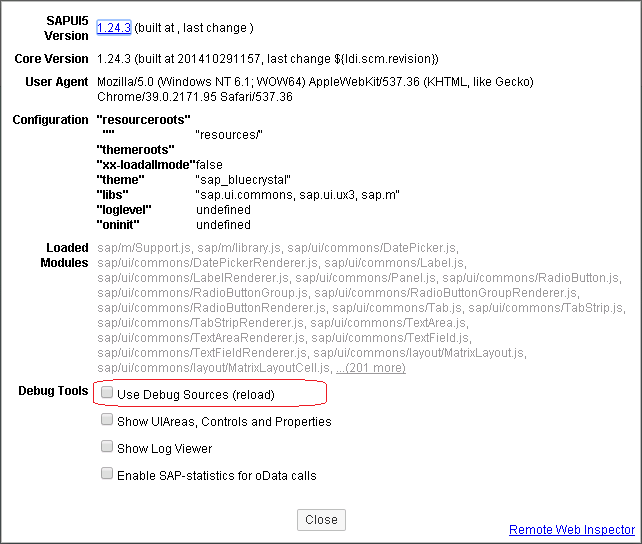 SAPUI5 Version 1.24.3 (built at , last change )
Core Version 1.24.3 (built at 201410291157, last change ${ldi.scm.revision})
User Agent Mozilla/5.0 (Windows NT 6.1; WOW64) AppleWebKit/537.36 (KHTML, like Gecko)
Chrome/39.0.2171.95 Safari/537.36
Configuration "resourceroots"
"" "resources/"
"themeroots"
"xx-loadallmode" false
"theme" "sap_bluecrystal"
"libs" "sap.ui.commons, sap.ui.ux3, sap.m"
"loglevel" undefined
"oninit" undefined
Loaded Modules sap/m/Support.js, sap/m/library.js, sap/ui/commons/DatePicker.js,
sap/ui/commons/DatePickerRenderer.js, sap/ui/commons/Label.js,
sap/ui/commons/LabelRenderer.js, sap/ui/commons/Panel.js, sap/ui/commons/RadioButton.js,
sap/ui/commons/RadioButtonGroup.js, sap/ui/commons/RadioButtonGroupRenderer.js,
sap/ui/commons/RadioButtonRenderer.js, sap/ui/commons/Tab.js, sap/ui/commons/TabStrip.js,
sap/ui/commons/TabStripRenderer.js, sap/ui/commons/TextArea.js,
sap/ui/commons/TextAreaRenderer.js, sap/ui/commons/TextField.js,
sap/ui/commons/TextFieldRenderer.js, sap/ui/commons/layout/MatrixLayout.js,
sap/ui/commons/layout/MatrixLayoutCell.js, ...(201 more)
Debug Tools Use Debug Sources (reload)
Show UIAreas, Controls and Properties
Show Log Viewer
Enable SAP-statistics for oData calls
Close
Remote Web Inspector